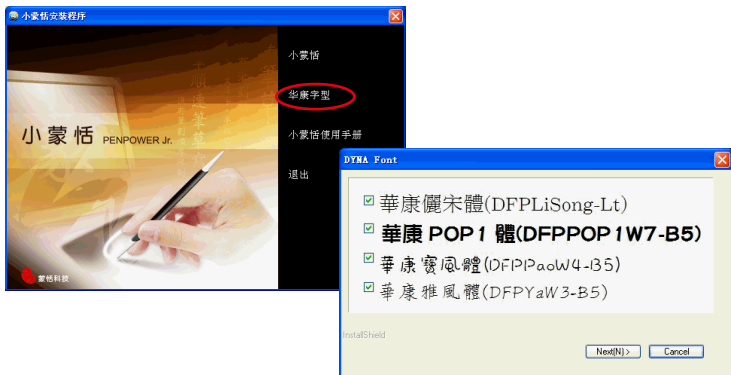 小蒙恬安装程序
小蒙恬
华康字型
小蒙恬 PENPOWER Jr.
小蒙恬使用手册
退出
蒙恬科技
DYNA Font
華康儷宋體(DFPLiSong-Lt)
華康 POP1 體(DFPPOP1W7-B5)
華康寶風體(DFPPaoW4-B5)
華康雅風體(DFPYaW3-B5)
InstallShield
Next(N) >
Cancel